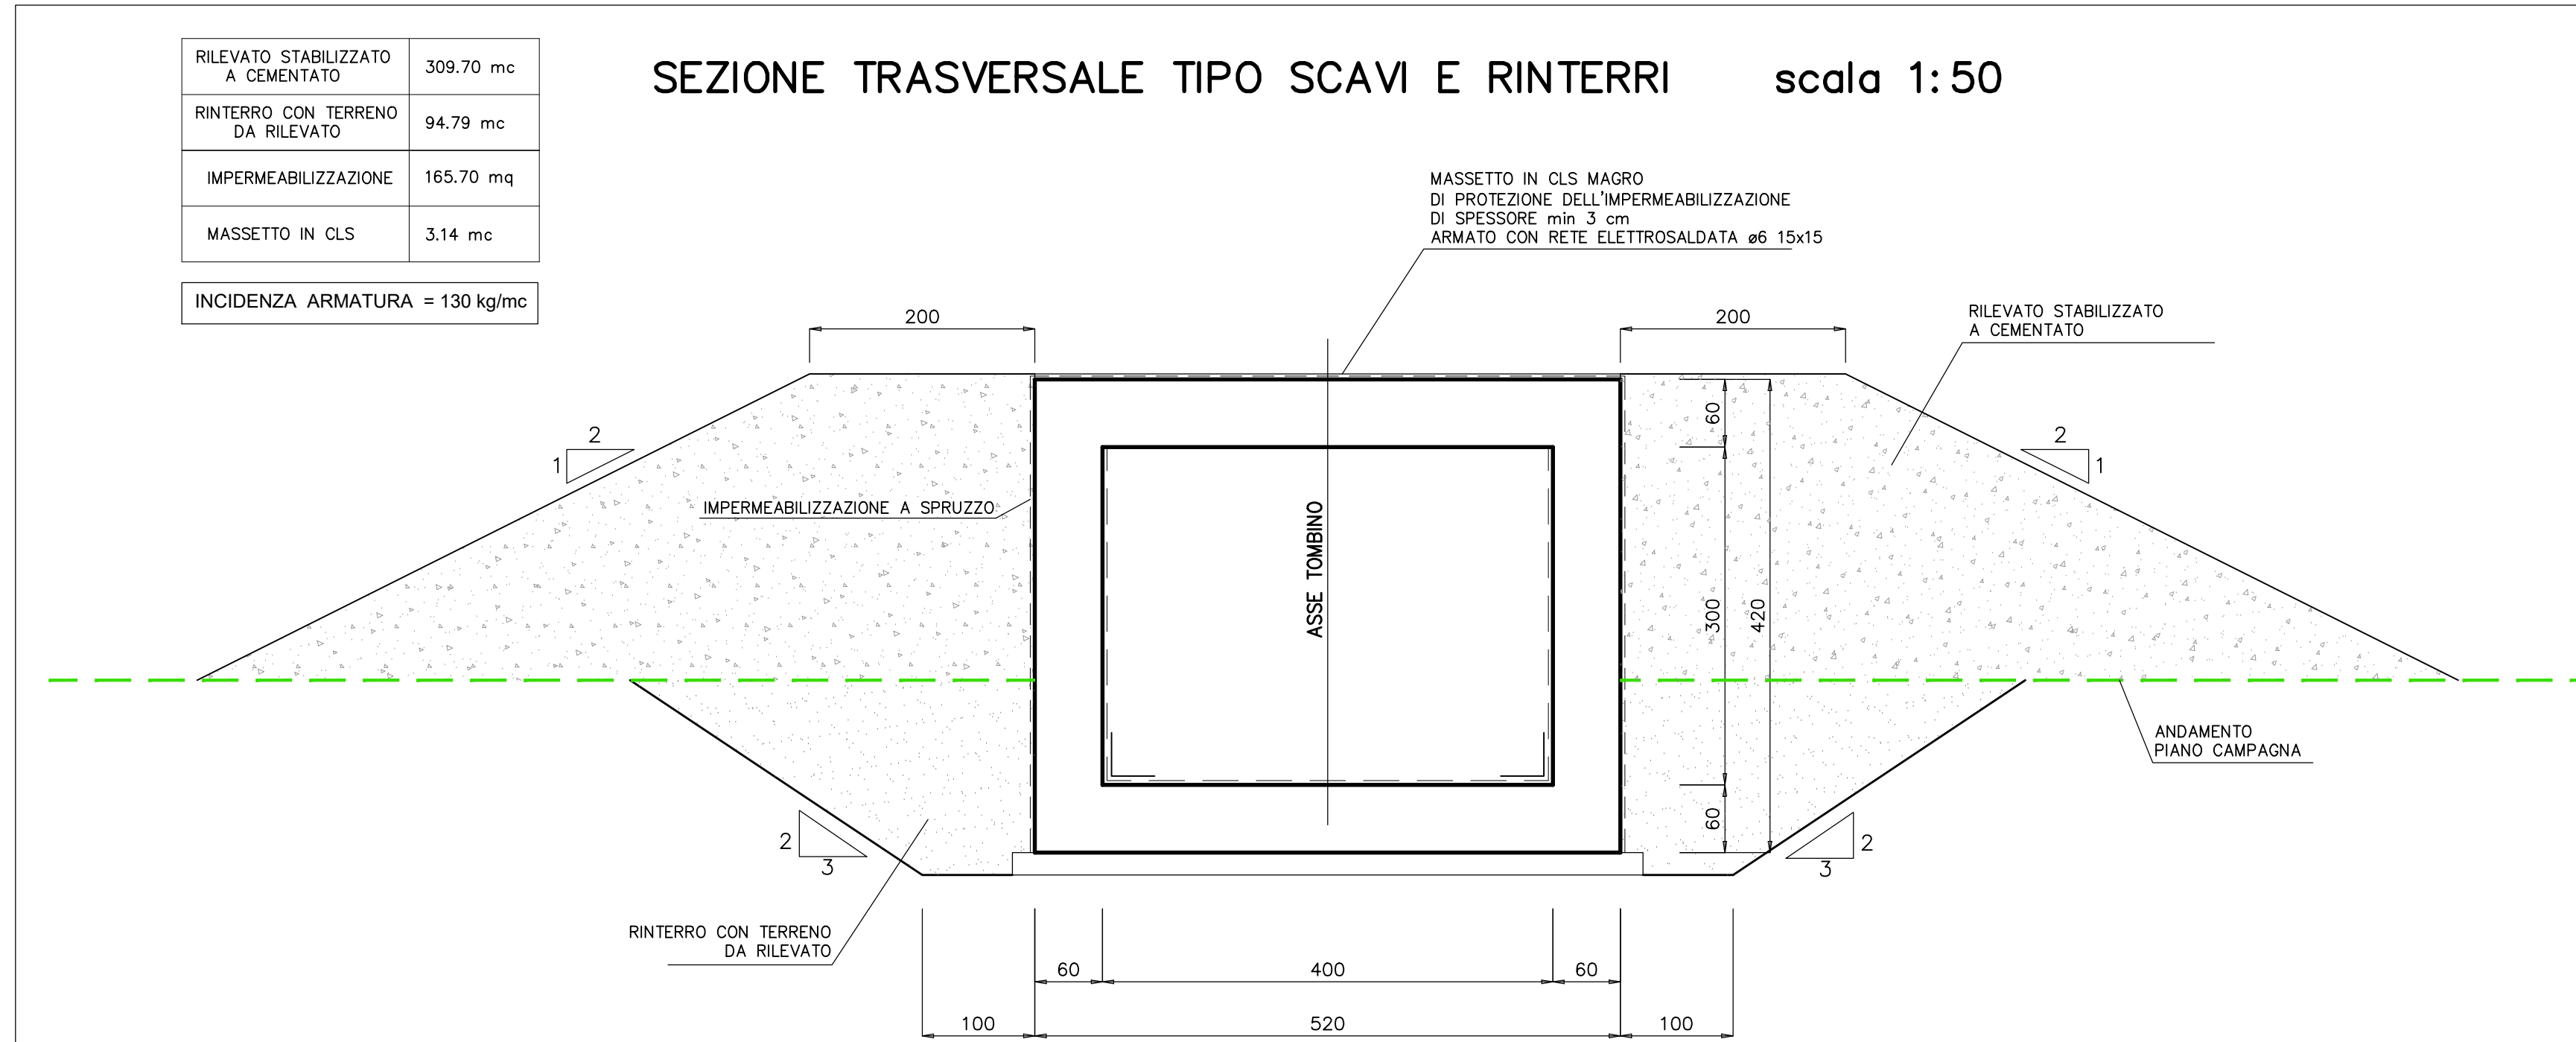 RILEVATO STABILIZZATO
A CEMENTATO
309.70 mc
RINTERRO CON TERRENO
DA RILEVATO
94.79 mc
IMPERMEABILIZZAZIONE
165.70 mq
MASSETTO IN CLS
3.14 mc
INCIDENZA ARMATURA = 130 kg/mc
SEZIONE TRASVERSALE TIPO SCAVI E RINTERRI scala 1:50
MASSETTO IN CLS MAGRO
DI PROTEZIONE DELL'IMPERMEABILIZZAZIONE
DI SPESSORE min 3 cm
ARMATO CON RETE ELETTROSALDATA ø6 15x15
RILEVATO STABILIZZATO
A CEMENTATO
200
200
2
1
2
1
60
300
420
60
IMPERMEABILIZZAZIONE A SPRUZZO
ASSE TOMBINO
ANDAMENTO
PIANO CAMPAGNA
2
3
2
3
RINTERRO CON TERRENO
DA RILEVATO
60
400
60
100
520
100